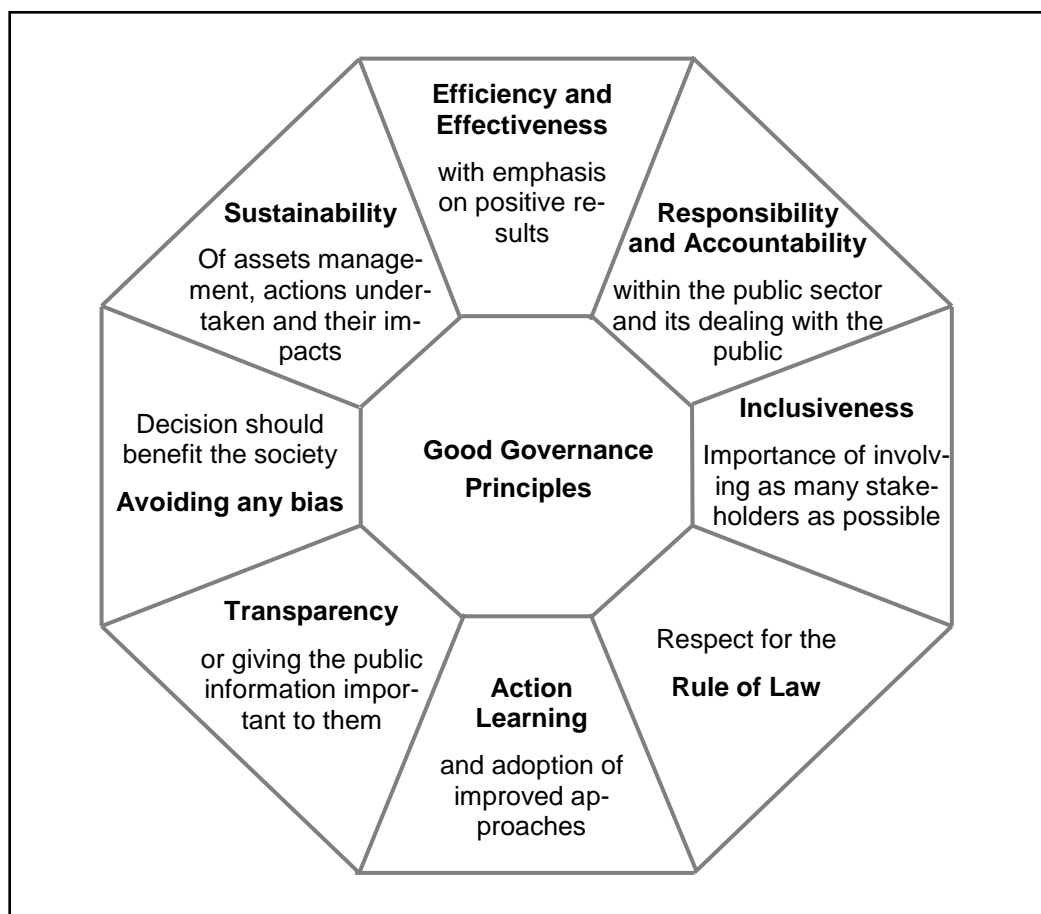 Efficiency and
Effectiveness
with emphasis
on positive re-
sults
Responsibility
and Accountability
within the public sector
and its dealing with the
public
Inclusiveness
Importance of involv-
ing as many stake-
holders as possible
Respect for the
Rule of Law
Action
Learning
and adoption of
improved ap-
proaches
Transparency
or giving the public
information impor-
tant to them
Decision should
benefit the society
Avoiding any bias
Sustainability
Of assets manage-
ment, actions under-
taken and their im-
pacts
Good Governance
Principles